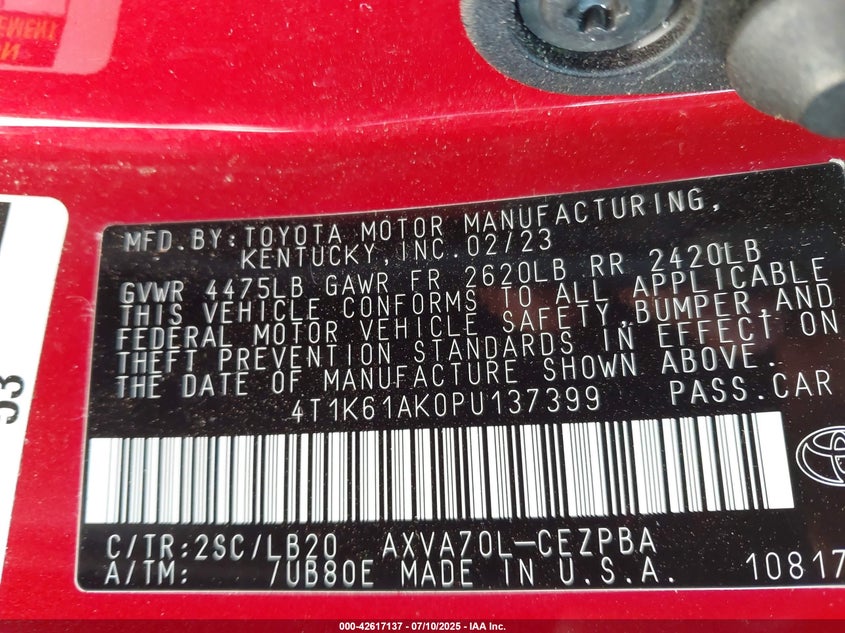 MFD. BY: TOYOTA MOTOR MANUFACTURING,
KENTUCKY, INC. 02/23
GVWR 4475LB GAWR FR 2620LB RR 2420LB
THIS VEHICLE CONFORMS TO ALL APPLICABLE
FEDERAL MOTOR VEHICLE SAFETY, BUMPER, AND
THEFT PREVENTION STANDARDS IN EFFECT ON
THE DATE OF MANUFACTURE SHOWN ABOVE.
4T1K61AK0PU137399 PASS. CAR
C/TR: 2SC/LB20 AXVA70L-CEZPBA
A/TM: 7UB80E MADE IN U.S.A. 10817
53
000-42617137 - 07/10/2025 - IAA Inc.